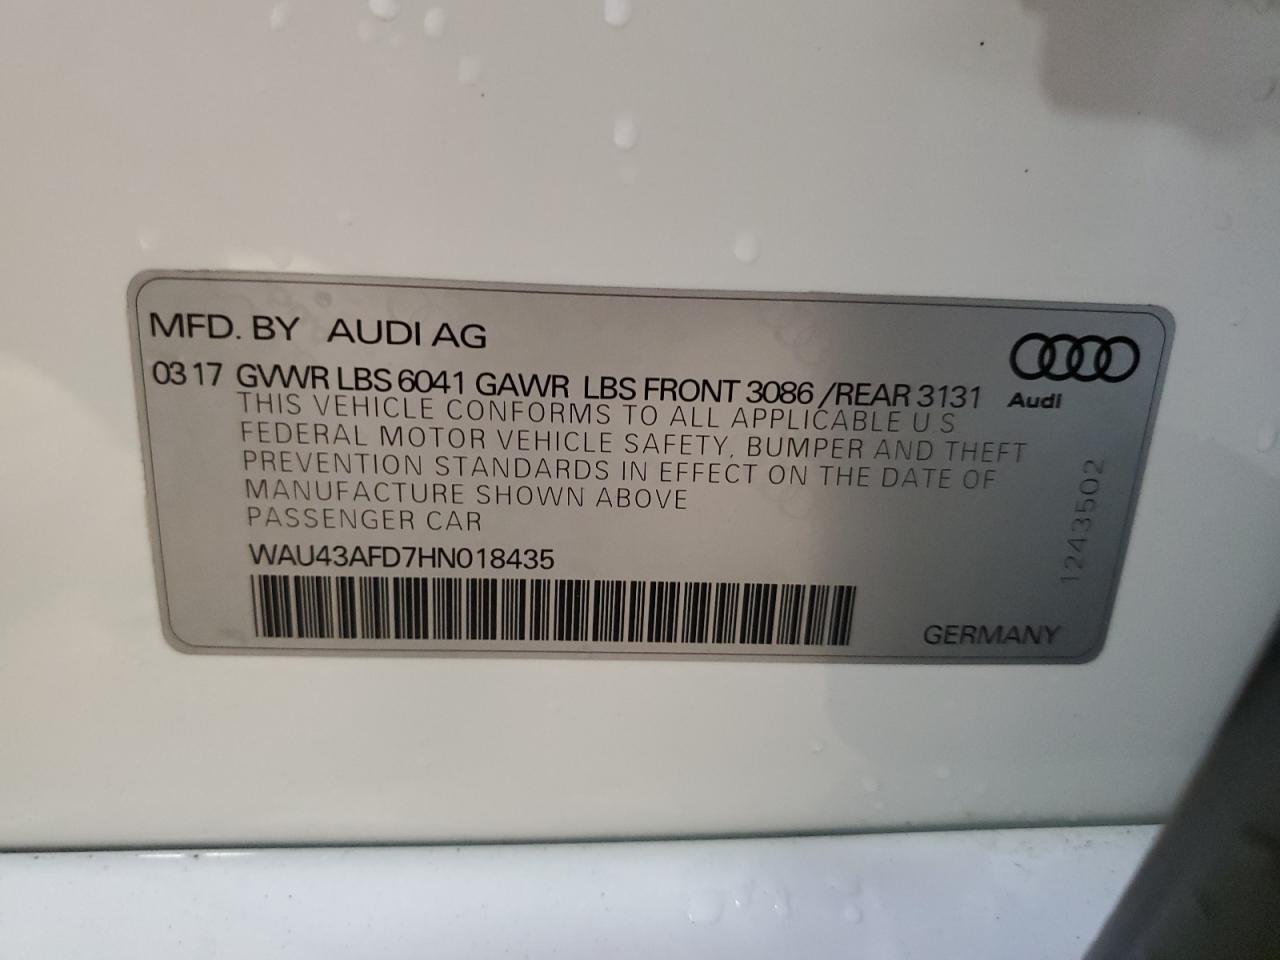 MFD. BY AUDI AG
03 17 GVWR LBS 6041 GAWR LBS FRONT 3086 /REAR 3131
Audi
THIS VEHICLE CONFORMS TO ALL APPLICABLE U S
FEDERAL MOTOR VEHICLE SAFETY, BUMPER AND THEFT
PREVENTION STANDARDS IN EFFECT ON THE DATE OF
MANUFACTURE SHOWN ABOVE
PASSENGER CAR
WAU43AFD7HN018435
GERMANY
1243502